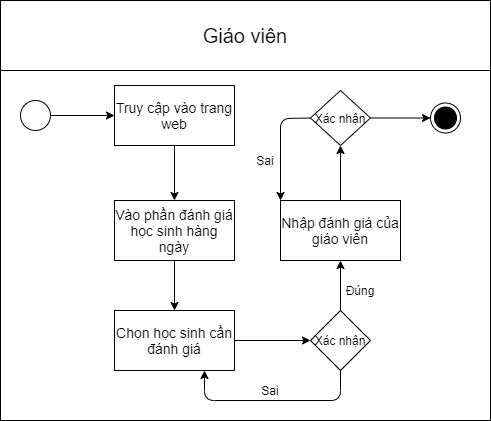 Giáo viên
Truy cập vào trang
web
Vào phần đánh giá
học sinh hàng
ngày
Chọn học sinh cần
đánh giá
Xác nhận
Sai
Đúng
Nhập đánh giá của
giáo viên
Xác nhận
Sai